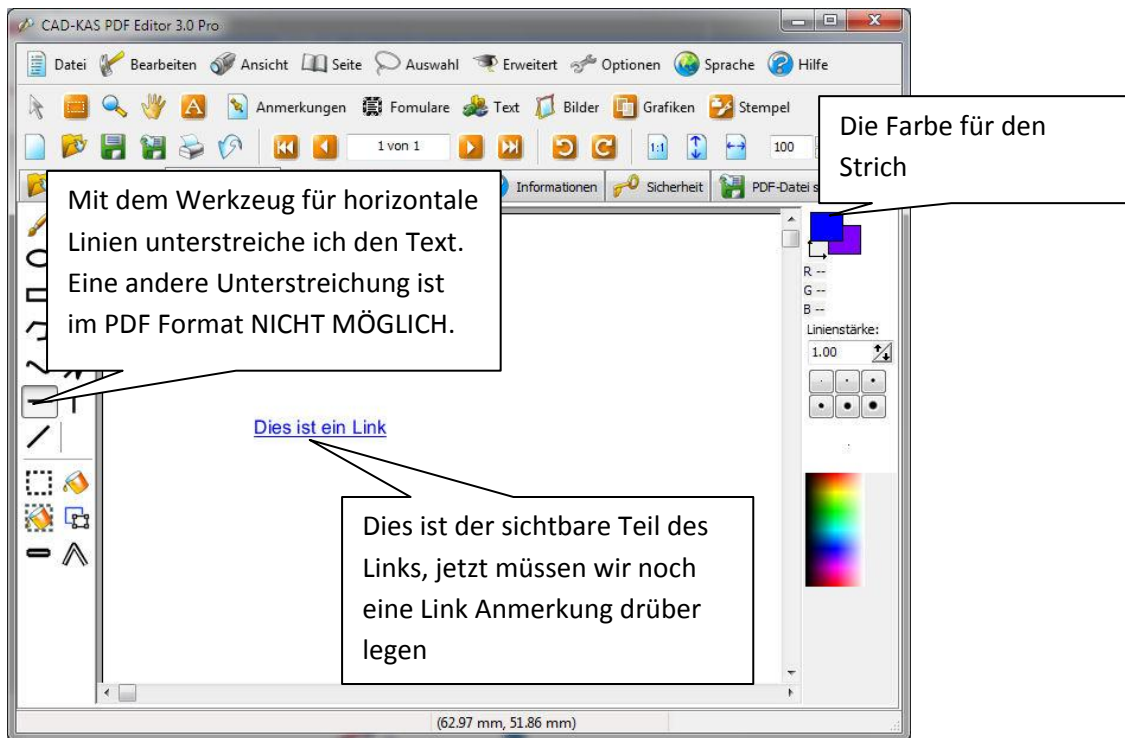 CAD-KAS PDF Editor 3.0 Pro
Datei Bearbeiten Ansicht Seite Auswahl Erweitert Optionen Sprache Hilfe
Anmerkungen Fomulare Text Bilder Grafiken Stempel
1 von 1 1:1 100
Informationen Sicherheit PDF-Datei s
Die Farbe für den
Strich
Mit dem Werkzeug für horizontale
Linien unterstreiche ich den Text.
Eine andere Unterstreichung ist
im PDF Format NICHT MÖGLICH.
R --
G --
B --
Linienstärke:
1.00
Dies ist ein Link
Dies ist der sichtbare Teil des
Links, jetzt müssen wir noch
eine Link Anmerkung drüber
legen
(62.97 mm, 51.86 mm)